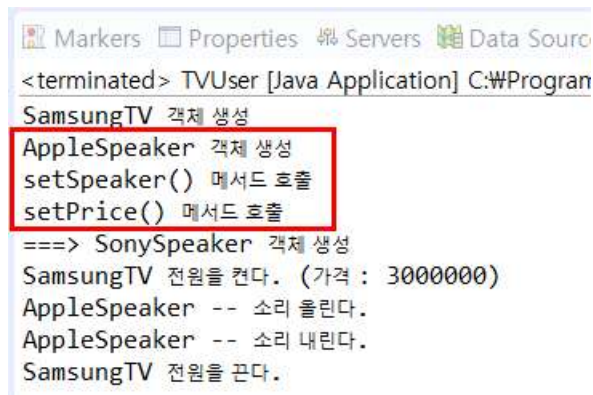 Markers Properties Servers Data Sourc
<terminated> TVUser [Java Application] C:₩Program
SamsungTV 객체 생성
AppleSpeaker 객체 생성
setSpeaker() 메서드 호출
setPrice() 메서드 호출
===> SonySpeaker 객체 생성
SamsungTV 전원을 켠다. (가격 : 3000000)
AppleSpeaker -- 소리 올린다.
AppleSpeaker -- 소리 내린다.
SamsungTV 전원을 끈다.